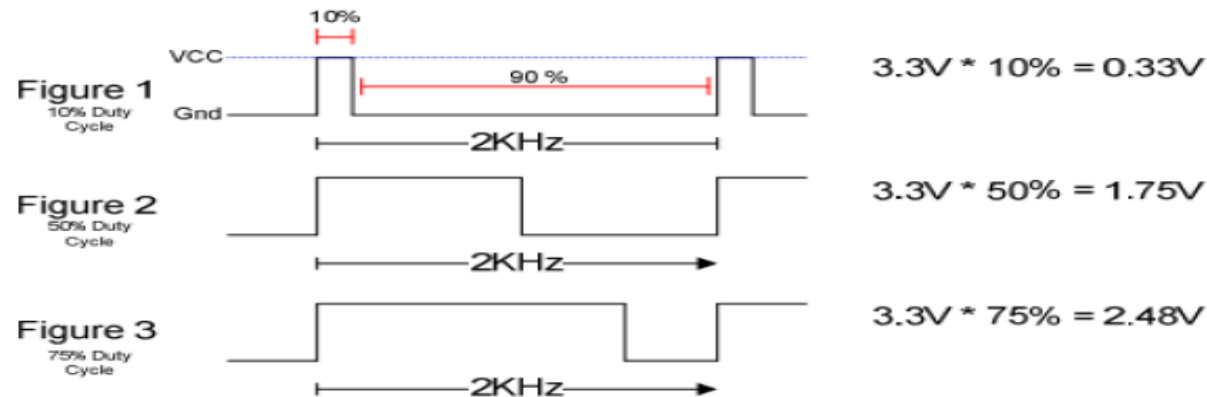 10%
VCC
90 %
3.3V * 10% = 0.33V
Figure 1
10% Duty
Cycle
Gnd
2KHz
Figure 2
50% Duty
Cycle
3.3V * 50% = 1.75V
2KHz
Figure 3
75% Duty
Cycle
3.3V * 75% = 2.48V
2KHz